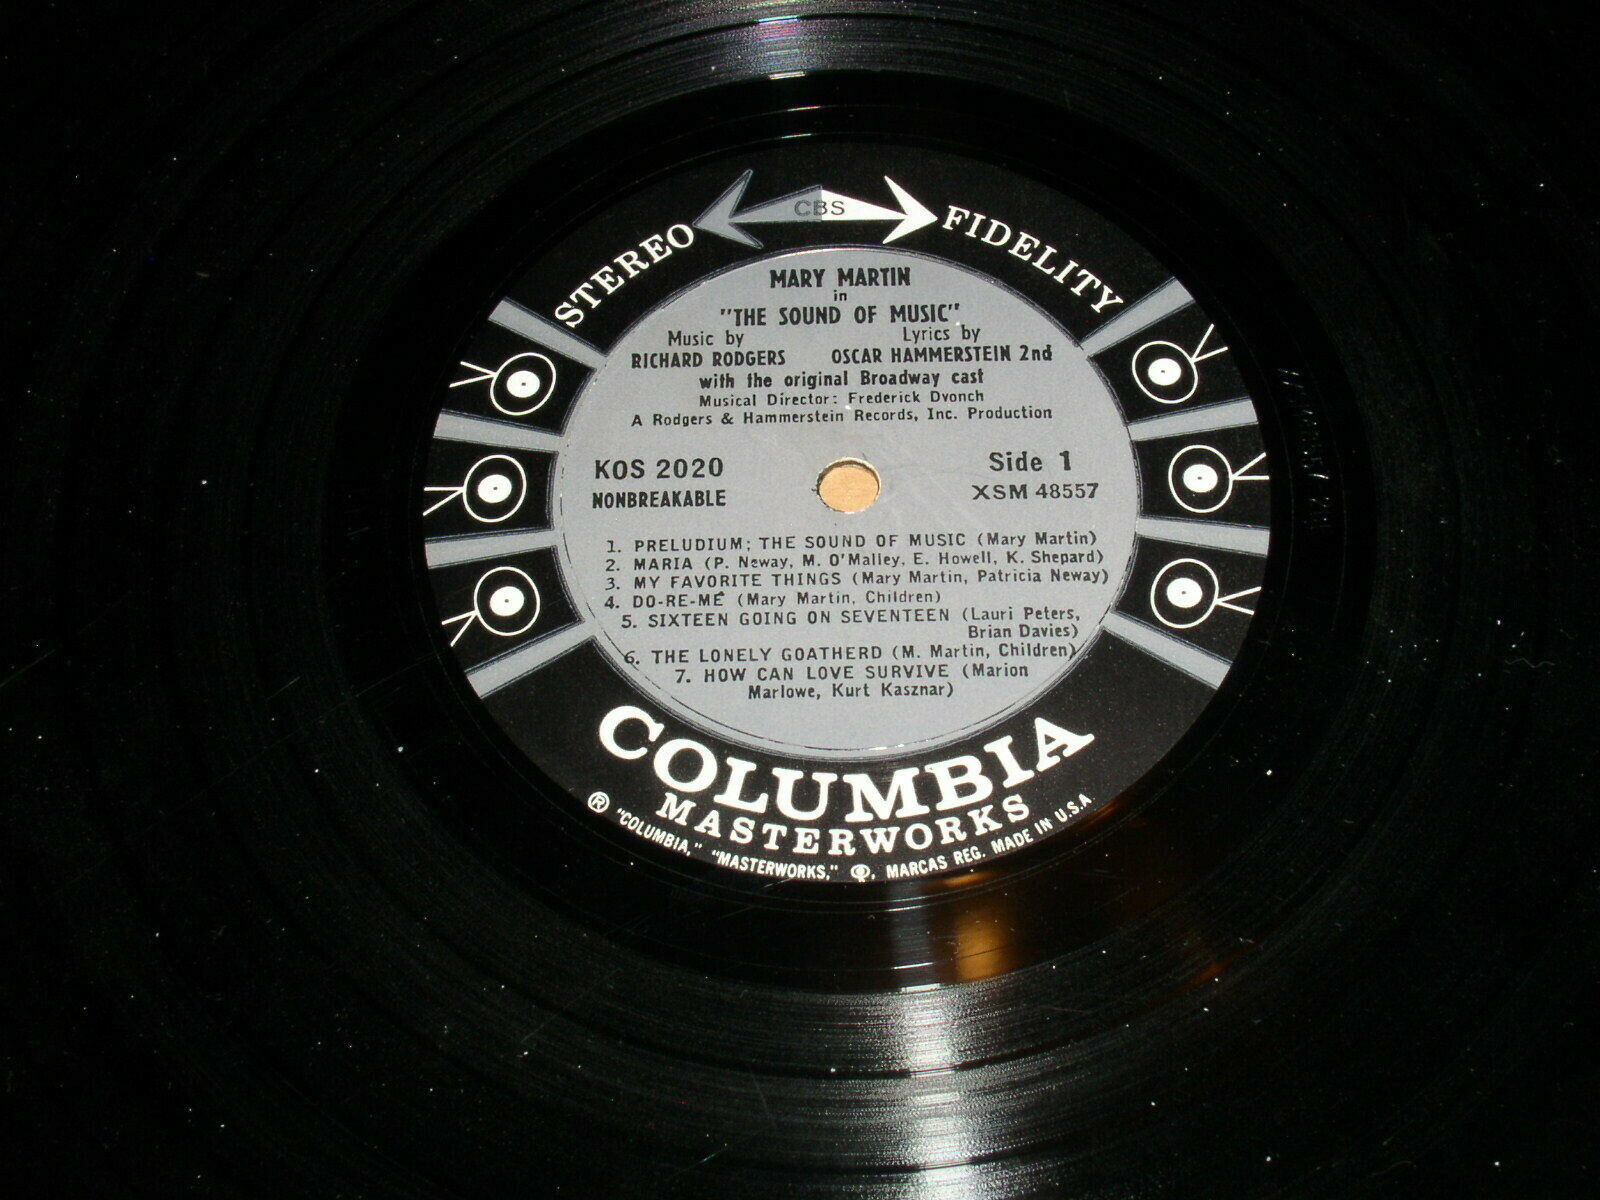 STEREO CBS FIDELITY
MARY MARTIN
in
"THE SOUND OF MUSIC"
Music by Lyrics by
RICHARD RODGERS OSCAR HAMMERSTEIN 2nd
with the original Broadway cast
Musical Director: Frederick Dvonch
A Rodgers & Hammerstein Records, Inc. Production
KOS 2020 Side 1
NONBREAKABLE XSM 48557
1. PRELUDIUM; THE SOUND OF MUSIC (Mary Martin)
2. MARIA (P. Neway, M. O'Malley, E. Howell, K. Shepard)
3. MY FAVORITE THINGS (Mary Martin, Patricia Neway)
4. DO-RE-ME (Mary Martin, Children)
5. SIXTEEN GOING ON SEVENTEEN (Lauri Peters,
Brian Davies)
6. THE LONELY GOATHERD (M. Martin, Children)
7. HOW CAN LOVE SURVIVE (Marion
Marlowe, Kurt Kasznar)
COLUMBIA
MASTERWORKS
® "COLUMBIA," "MASTERWORKS," , MARCAS REG. MADE IN U.S.A.